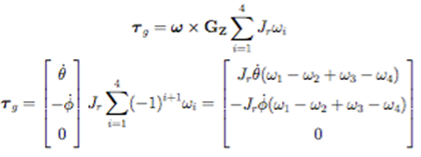 τ_g = ω × G_Z ∑_{i=1}^{4} J_r ω_i
τ_g = [θ̇; −φ̇; 0] J_r ∑_{i=1}^{4} (−1)^{i+1} ω_i = [J_r θ̇(ω_1 − ω_2 + ω_3 − ω_4); −J_r φ̇(ω_1 − ω_2 + ω_3 − ω_4); 0]